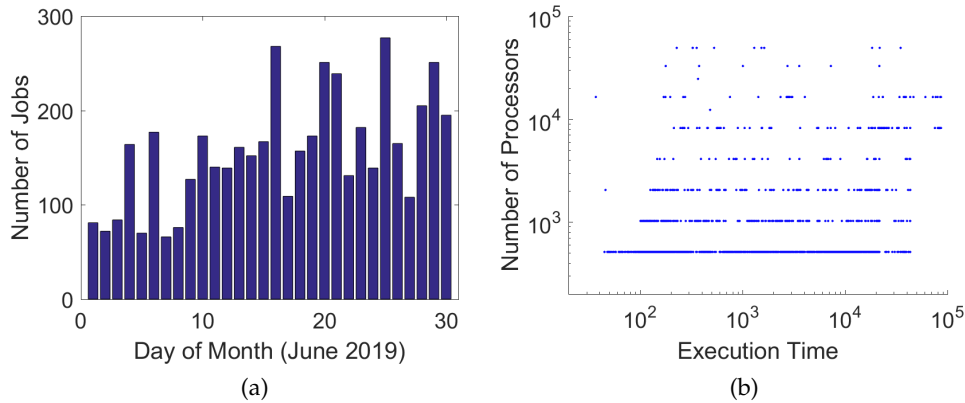 300
200
100
0
Number of Jobs
0
10
20
30
Day of Month (June 2019)
(a)
10^5
10^4
10^3
Number of Processors
10^2
10^3
10^4
10^5
Execution Time
(b)